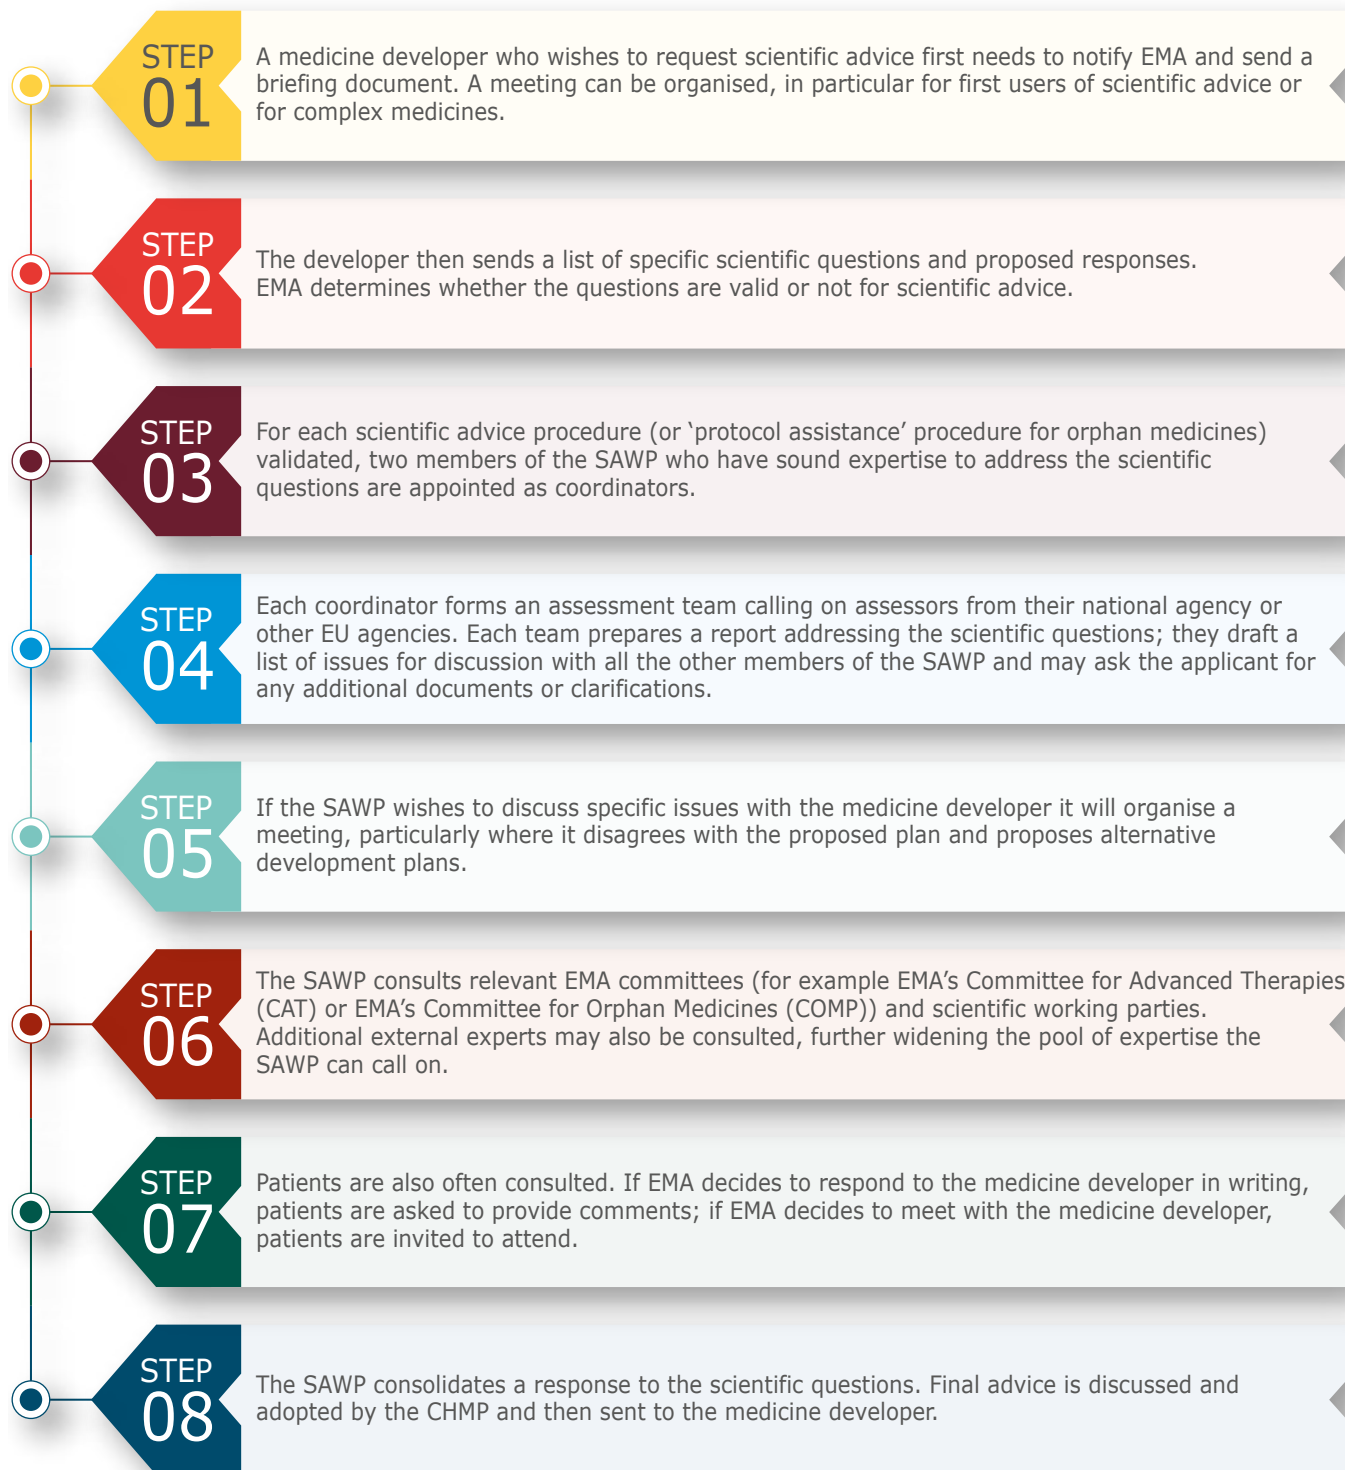 STEP
01
A medicine developer who wishes to request scientific advice first needs to notify EMA and send a
briefing document. A meeting can be organised, in particular for first users of scientific advice or
for complex medicines.
STEP
02
The developer then sends a list of specific scientific questions and proposed responses.
EMA determines whether the questions are valid or not for scientific advice.
STEP
03
For each scientific advice procedure (or ‘protocol assistance’ procedure for orphan medicines)
validated, two members of the SAWP who have sound expertise to address the scientific
questions are appointed as coordinators.
STEP
04
Each coordinator forms an assessment team calling on assessors from their national agency or
other EU agencies. Each team prepares a report addressing the scientific questions; they draft a
list of issues for discussion with all the other members of the SAWP and may ask the applicant for
any additional documents or clarifications.
STEP
05
If the SAWP wishes to discuss specific issues with the medicine developer it will organise a
meeting, particularly where it disagrees with the proposed plan and proposes alternative
development plans.
STEP
06
The SAWP consults relevant EMA committees (for example EMA’s Committee for Advanced Therapies
(CAT) or EMA’s Committee for Orphan Medicines (COMP)) and scientific working parties.
Additional external experts may also be consulted, further widening the pool of expertise the
SAWP can call on.
STEP
07
Patients are also often consulted. If EMA decides to respond to the medicine developer in writing,
patients are asked to provide comments; if EMA decides to meet with the medicine developer,
patients are invited to attend.
STEP
08
The SAWP consolidates a response to the scientific questions. Final advice is discussed and
adopted by the CHMP and then sent to the medicine developer.